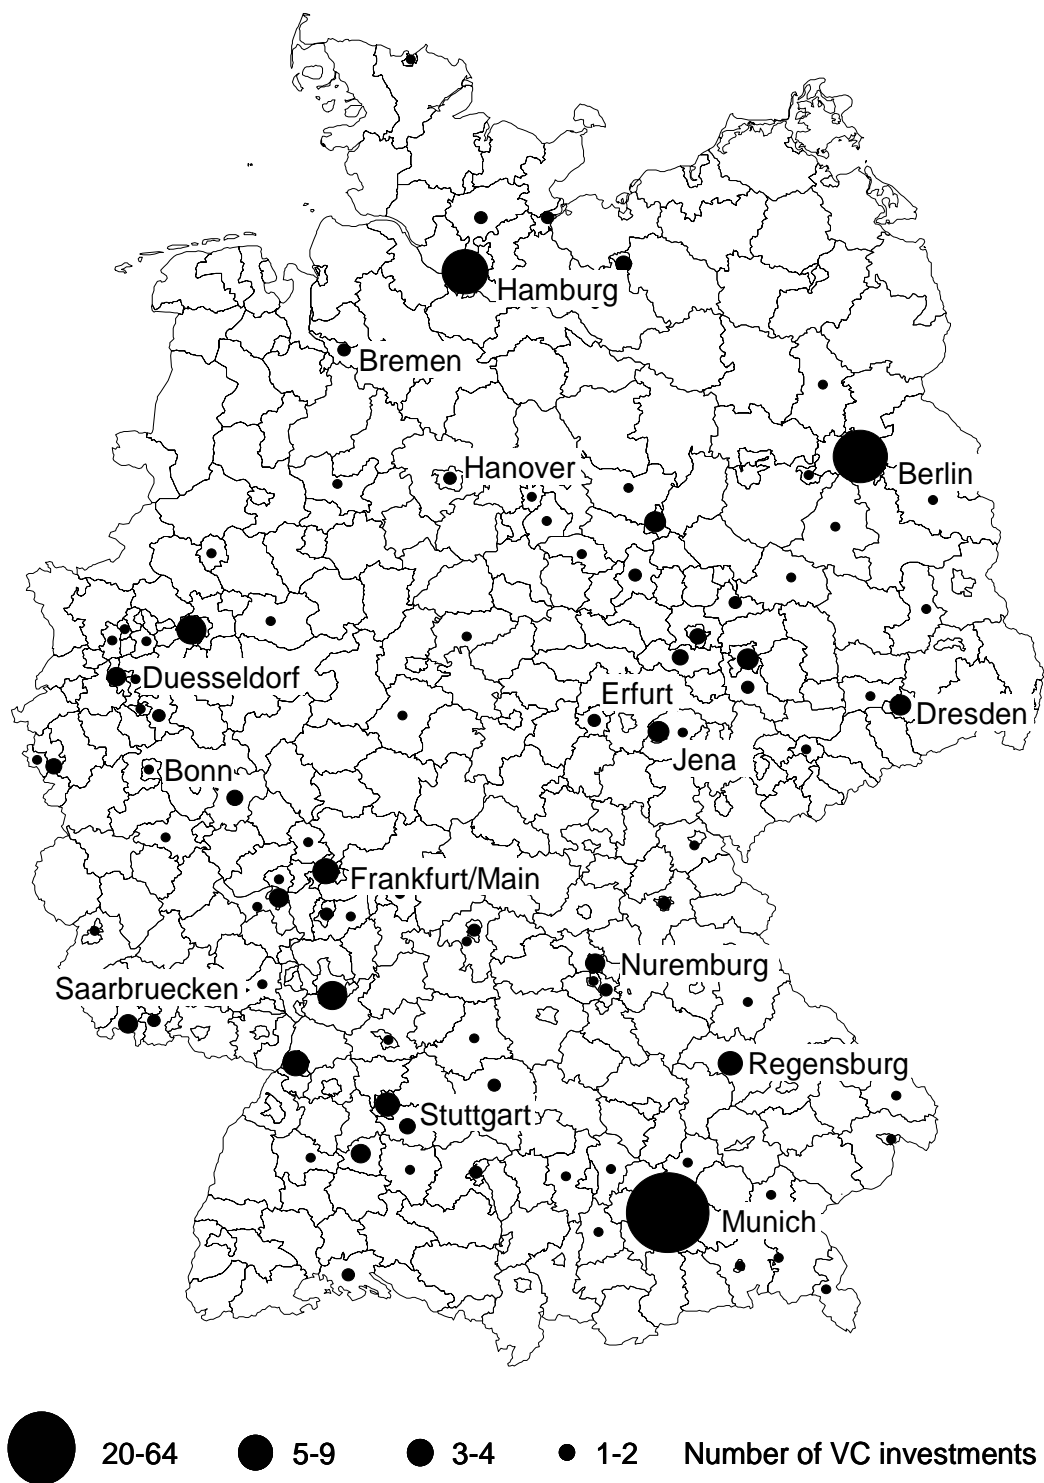 Hamburg
Bremen
Hanover
Berlin
Duesseldorf
Erfurt
Dresden
Jena
Bonn
Frankfurt/Main
Nuremburg
Saarbruecken
Regensburg
Stuttgart
Munich
20-64 5-9 3-4 1-2 Number of VC investments